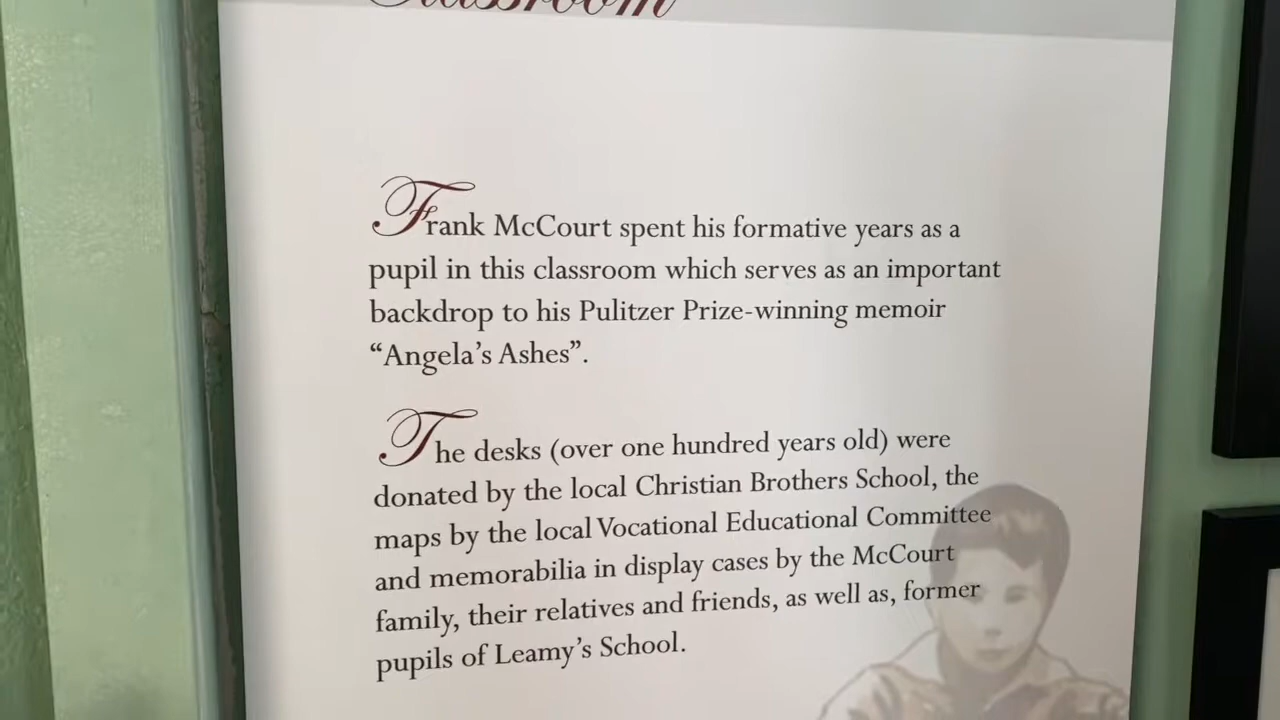 Classroom
Frank McCourt spent his formative years as a
pupil in this classroom which serves as an important
backdrop to his Pulitzer Prize-winning memoir
“Angela’s Ashes”.
The desks (over one hundred years old) were
donated by the local Christian Brothers School, the
maps by the local Vocational Educational Committee
and memorabilia in display cases by the McCourt
family, their relatives and friends, as well as, former
pupils of Leamy’s School.